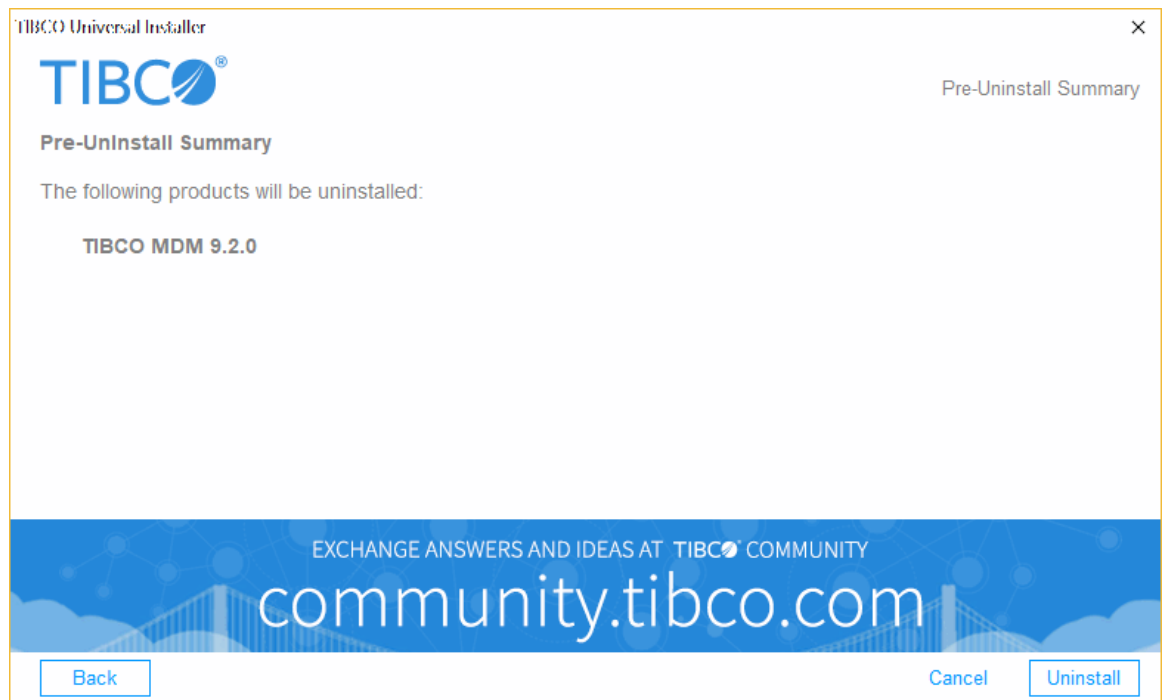 TIBCO Universal Installer
TIBCO®
Pre-Uninstall Summary
Pre-Uninstall Summary
The following products will be uninstalled:
TIBCO MDM 9.2.0
EXCHANGE ANSWERS AND IDEAS AT TIBCO COMMUNITY
community.tibco.com
Back Cancel Uninstall